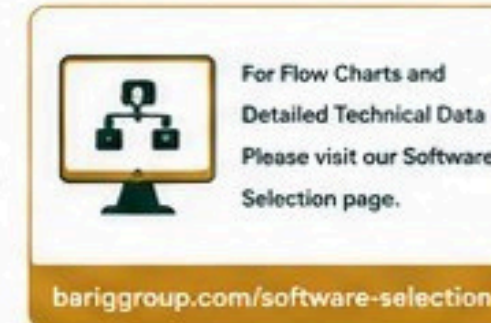 For Flow Charts and
Detailed Technical Data
Please visit our Software
Selection page.
bariggroup.com/software-selection